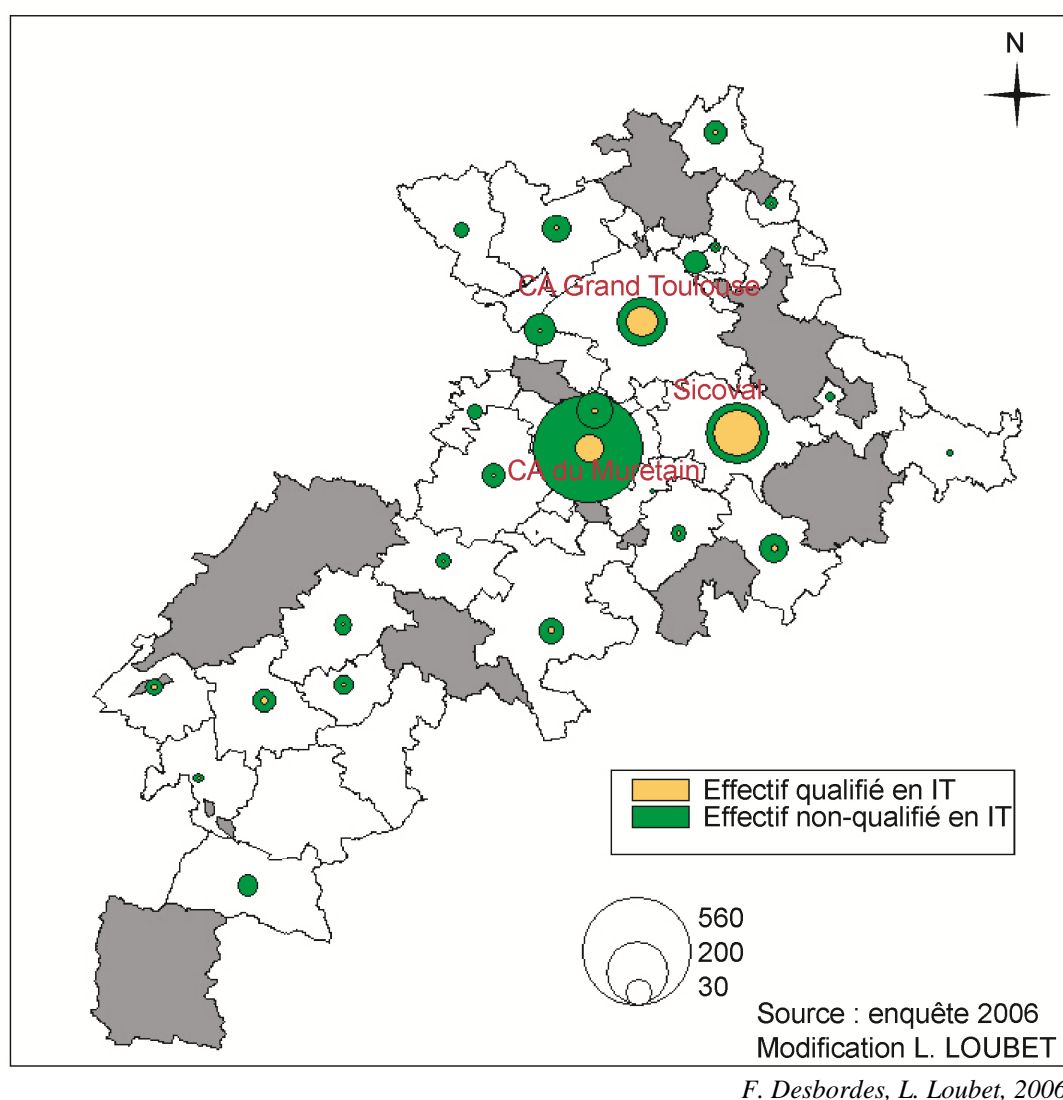 N
CA Grand Toulouse
Sicoval
CA du Muretain
Effectif qualifié en IT
Effectif non-qualifié en IT
560
200
30
Source : enquête 2006
Modification L. LOUBET
F. Desbordes, L. Loubet, 2006